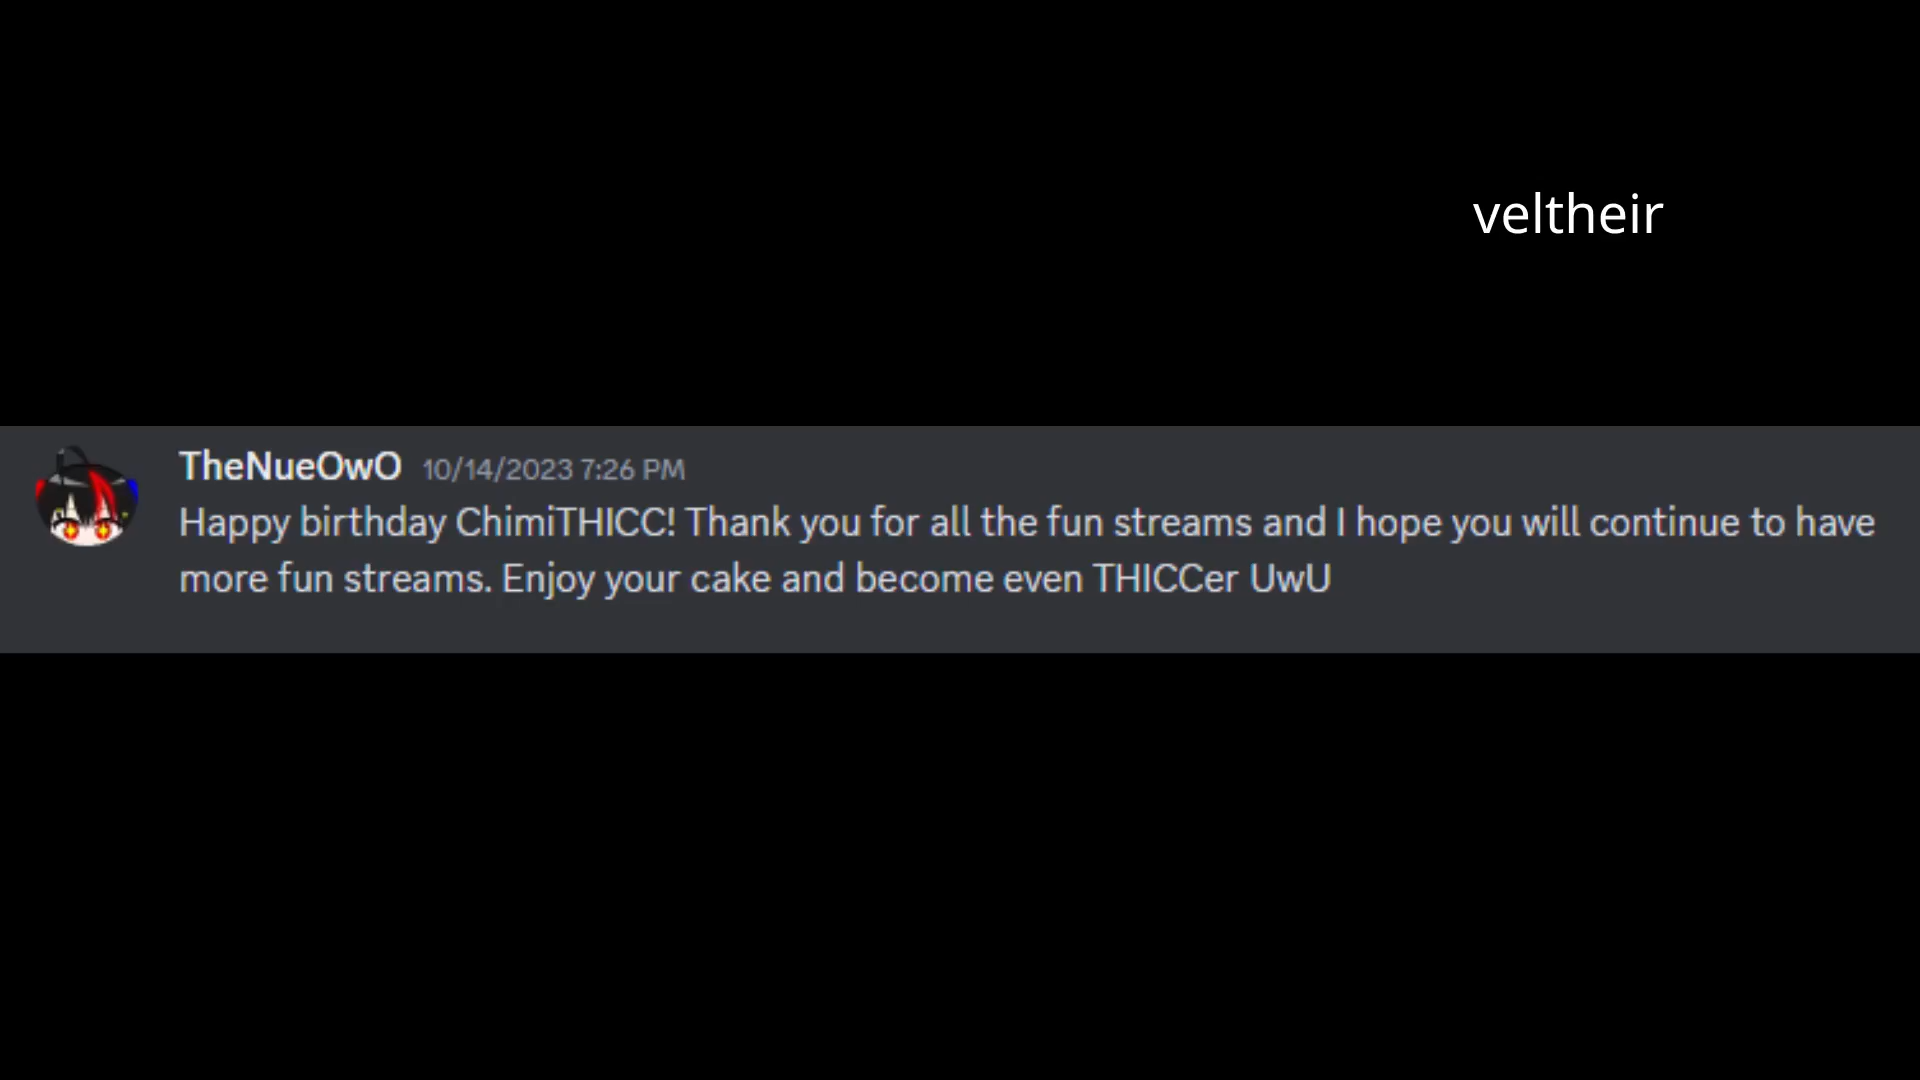 veltheir
TheNueOwO 10/14/2023 7:26 PM
Happy birthday ChimiTHICC! Thank you for all the fun streams and I hope you will continue to have
more fun streams. Enjoy your cake and become even THICCer UwU